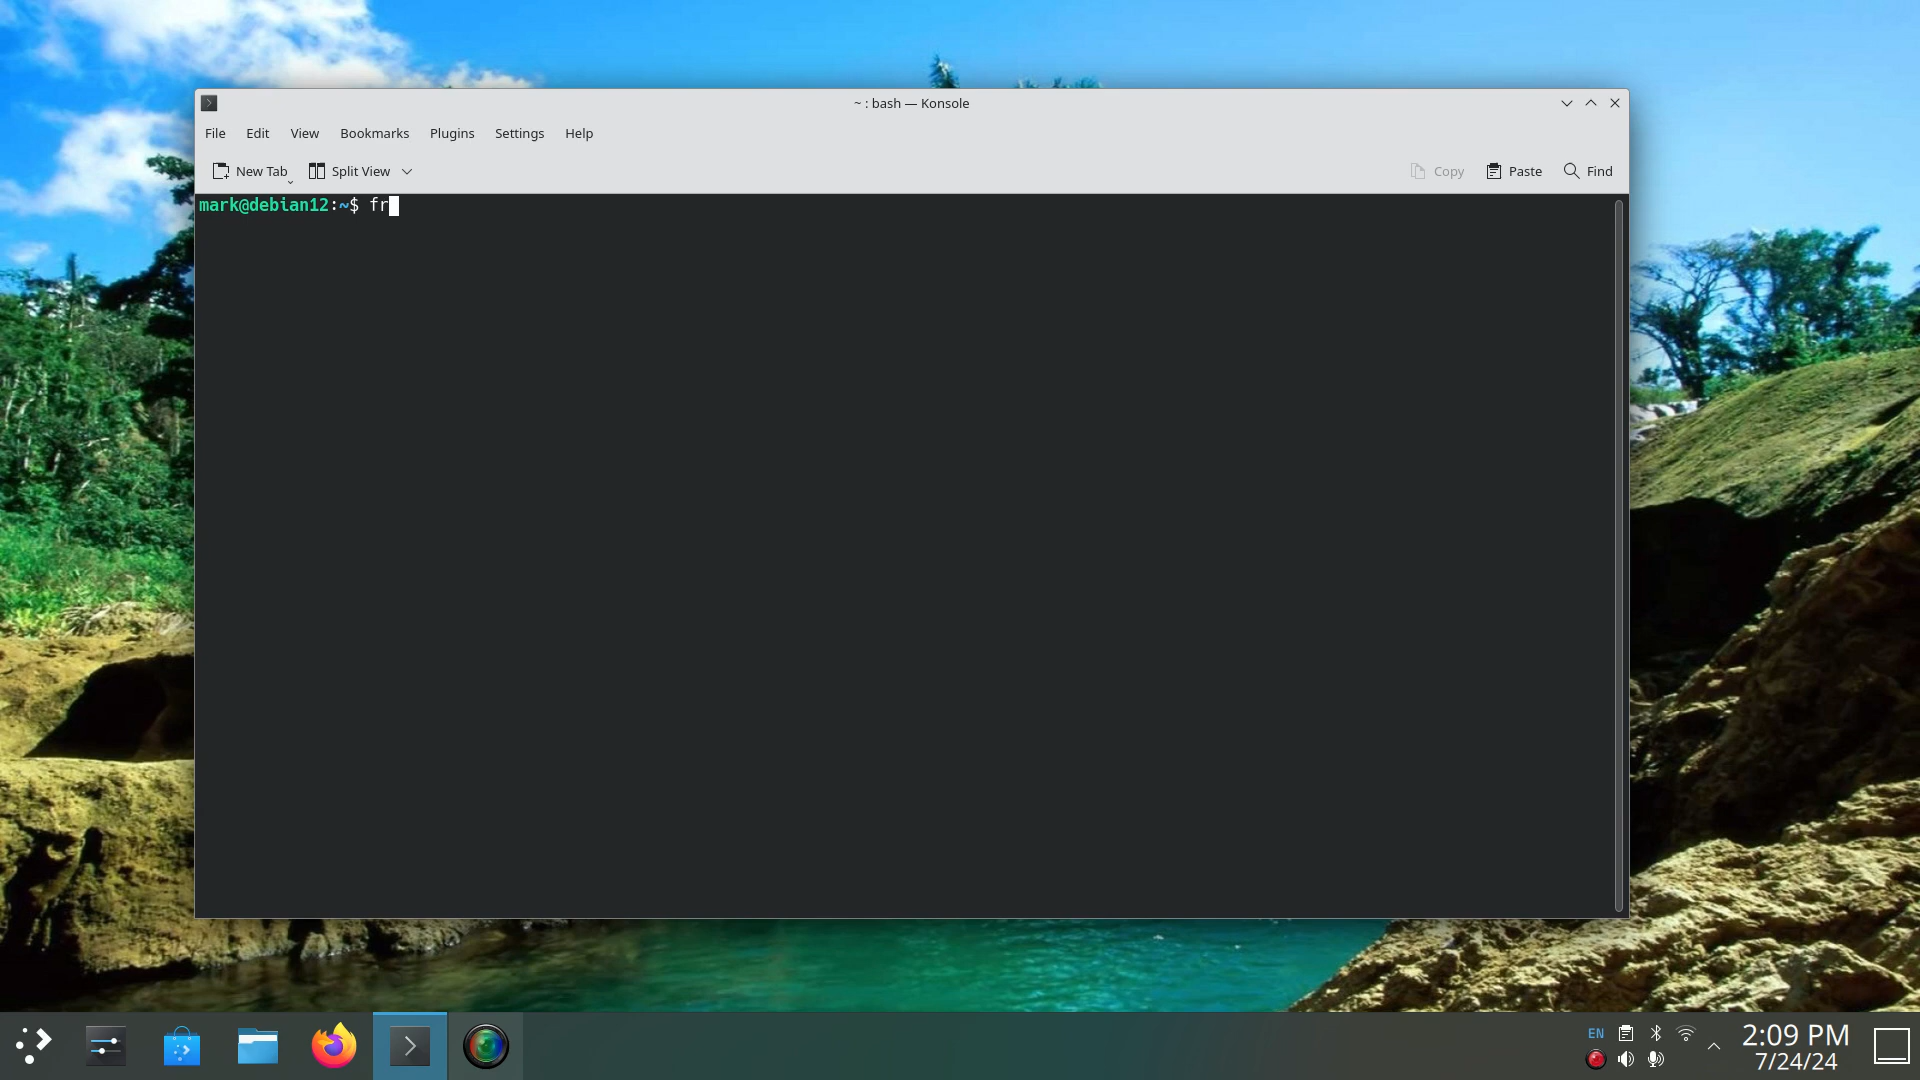 ~ : bash — Konsole
File Edit View Bookmarks Plugins Settings Help
New Tab Split View Copy Paste Find
mark@debian12:~$ fr
EN
2:09 PM
7/24/24